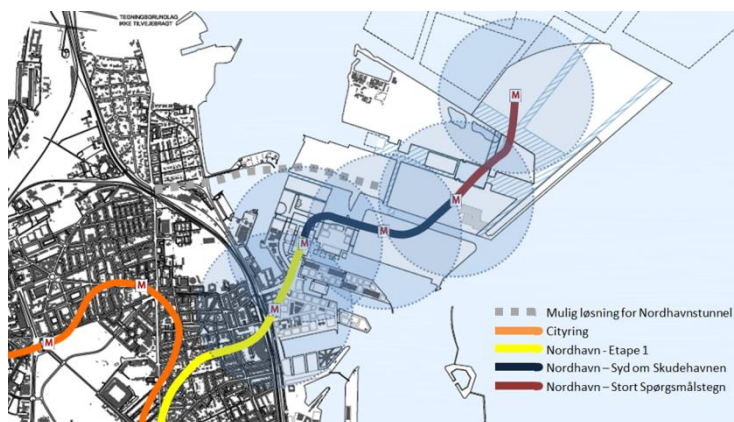 TEGNINGSGRUNDLAG
IKKE TILVEJEBRAGT
M
M
M
M
M
M
M
Mulig løsning for Nordhavnstunnel
Cityring
Nordhavn - Etape 1
Nordhavn – Syd om Skudehavnen
Nordhavn – Stort Spørgsmålstegn